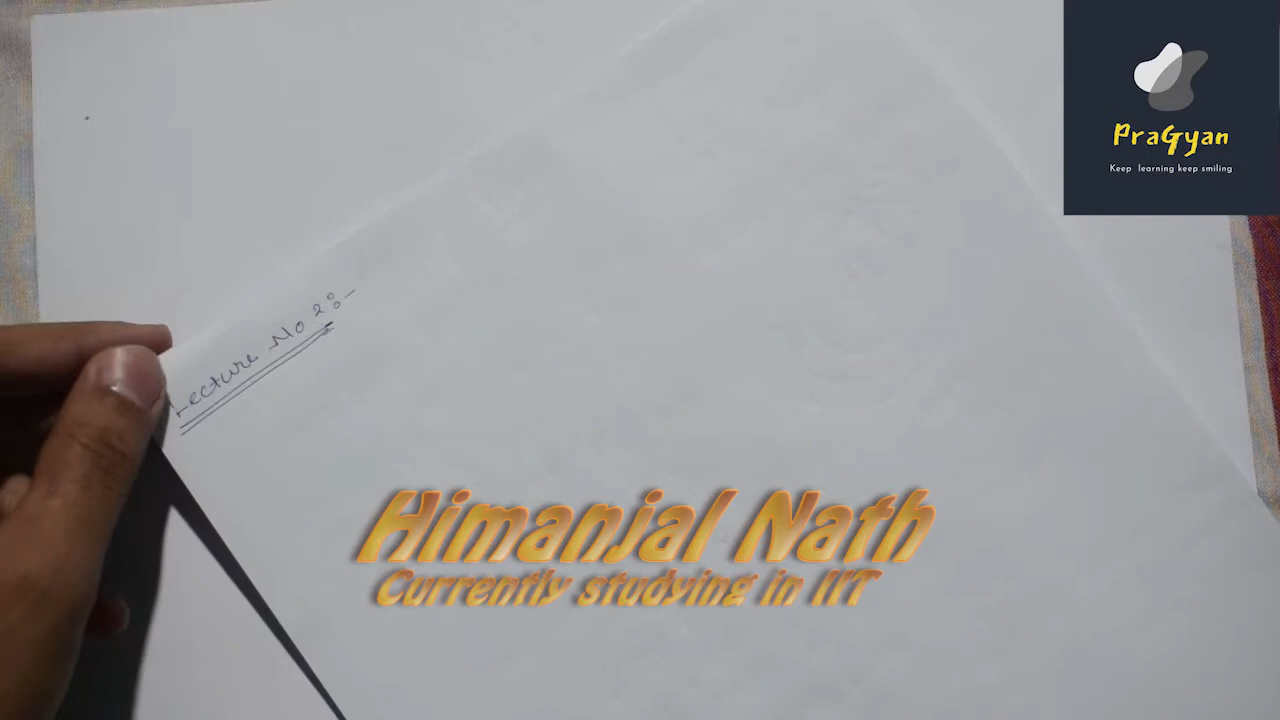 PraGyan
Keep learning keep smiling
Lecture No 2:-
Himanjal Nath
Currently studying in IIT